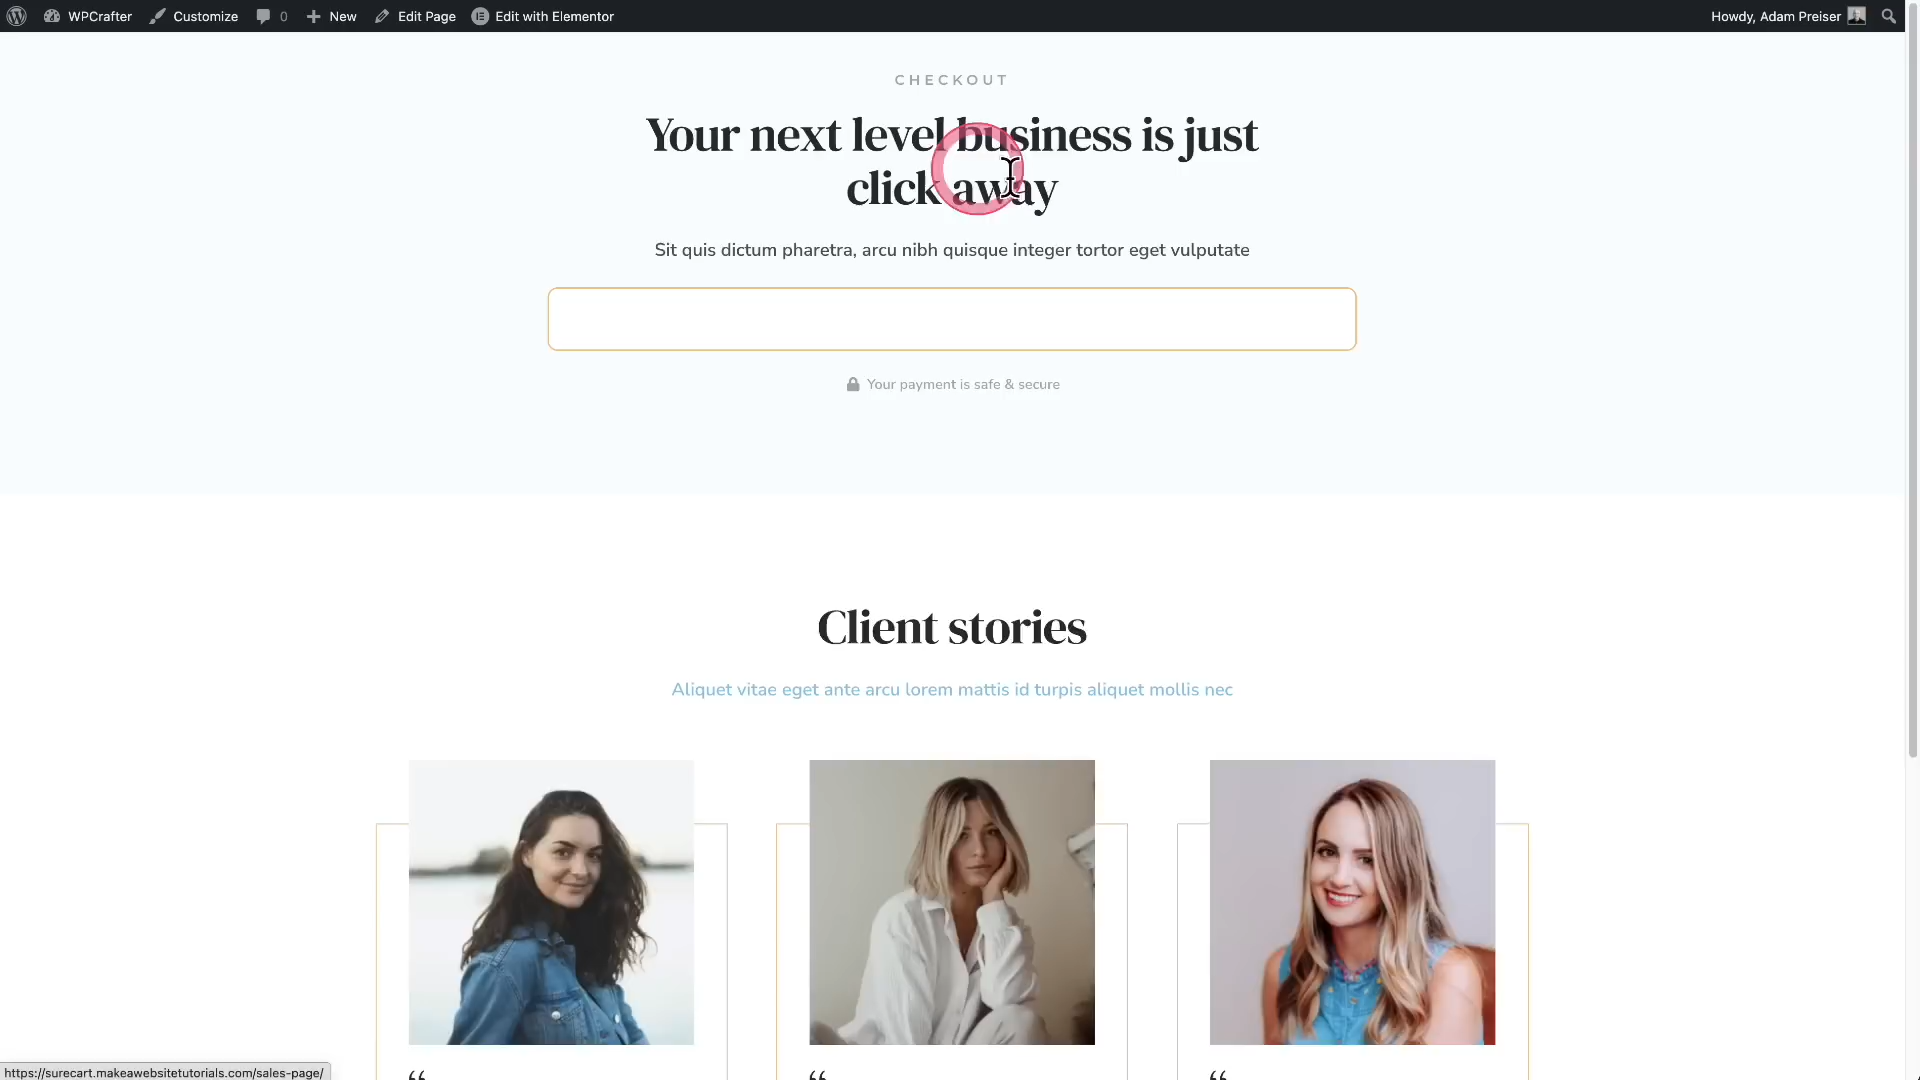 WPCrafter Customize 0 New Edit Page Edit with Elementor Howdy, Adam Preiser
CHECKOUT
Your next level business is just
click away
Sit quis dictum pharetra, arcu nibh quisque integer tortor eget vulputate
Your payment is safe & secure
Client stories
Aliquet vitae eget ante arcu lorem mattis id turpis aliquet mollis nec
“ “ “
https://surecart.makeawebsitetutorials.com/sales-page/